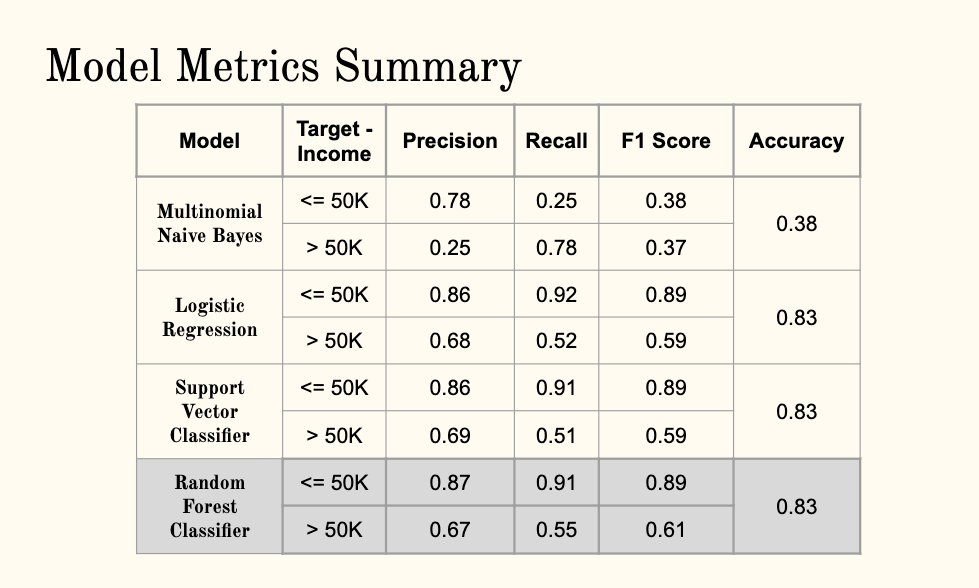 Model Metrics Summary
Model Target - Income Precision Recall F1 Score Accuracy
Multinomial Naive Bayes <= 50K 0.78 0.25 0.38 0.38
> 50K 0.25 0.78 0.37
Logistic Regression <= 50K 0.86 0.92 0.89 0.83
> 50K 0.68 0.52 0.59
Support Vector Classifier <= 50K 0.86 0.91 0.89 0.83
> 50K 0.69 0.51 0.59
Random Forest Classifier <= 50K 0.87 0.91 0.89 0.83
> 50K 0.67 0.55 0.61